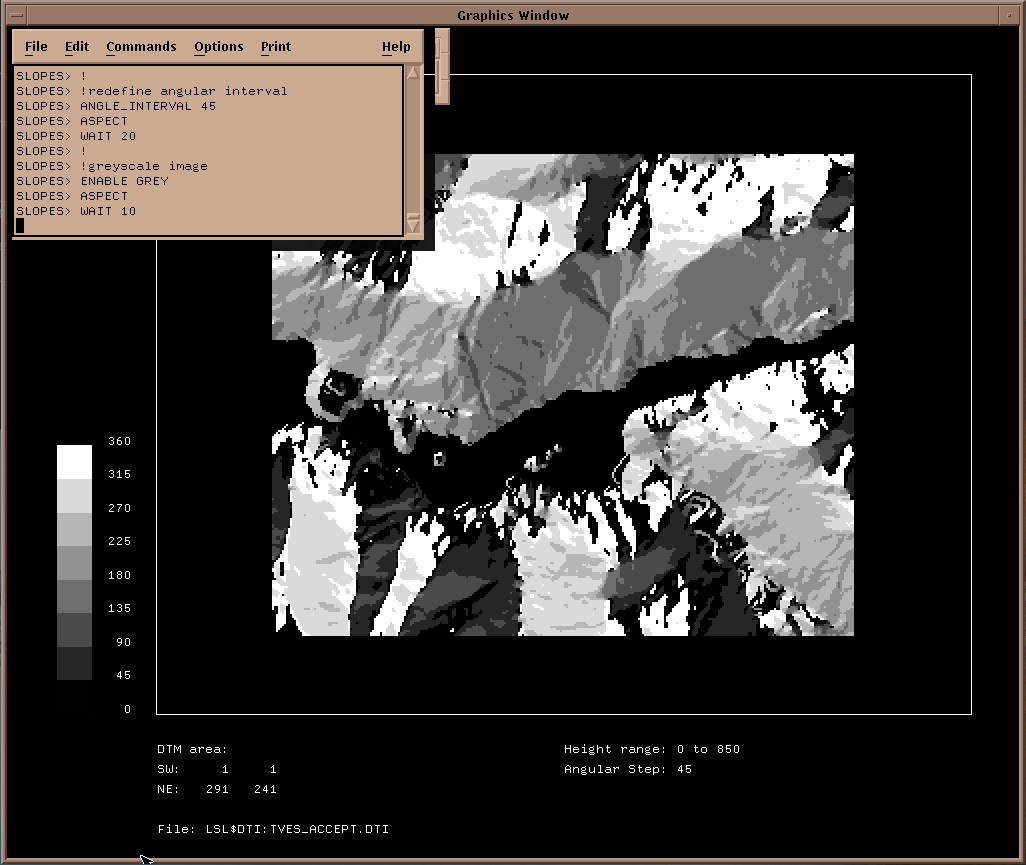 Graphics Window
File Edit Commands Options Print Help
SLOPES> !
SLOPES> !redefine angular interval
SLOPES> ANGLE_INTERVAL 45
SLOPES> ASPECT
SLOPES> WAIT 20
SLOPES> !
SLOPES> !greyscale image
SLOPES> ENABLE GREY
SLOPES> ASPECT
SLOPES> WAIT 10
360
315
270
225
180
135
90
45
0
DTM area:
SW: 1 1
NE: 291 241
File: LSL$DTI:TVES_ACCEPT.DTI
Height range: 0 to 850
Angular Step: 45